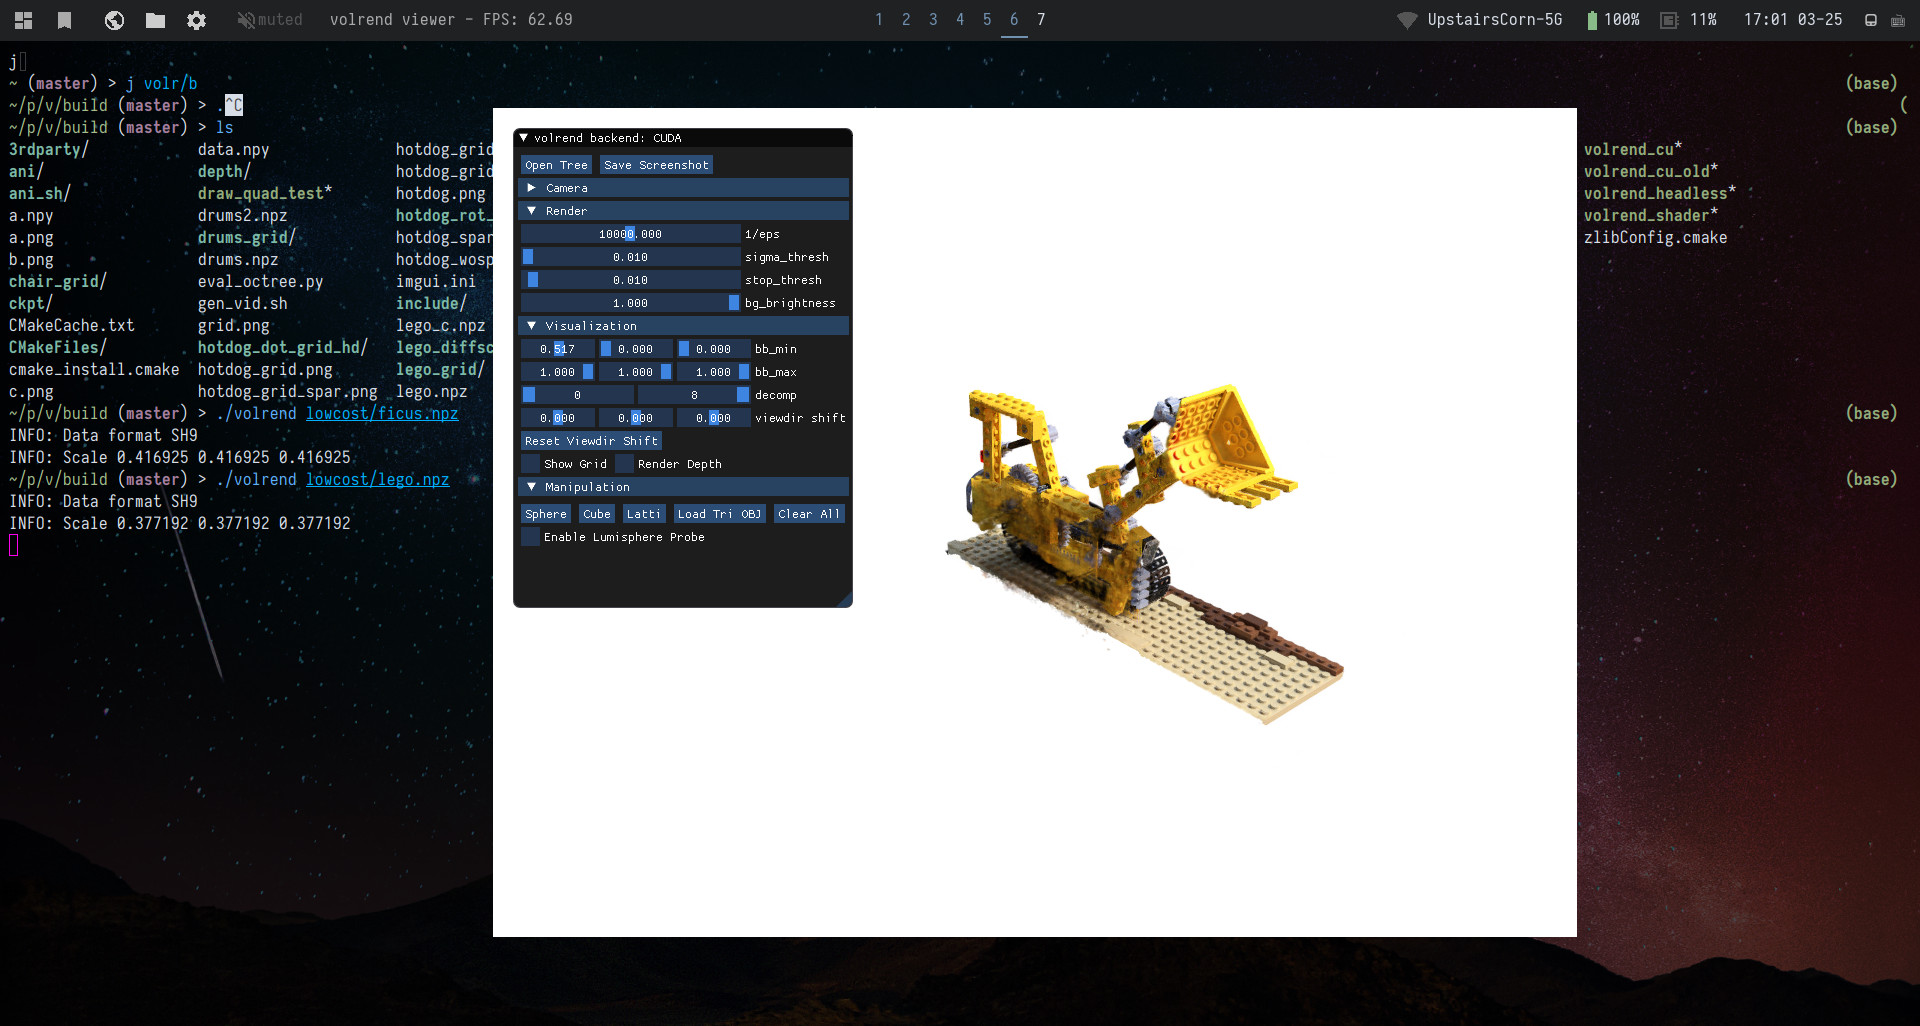 muted volrend viewer - FPS: 62.69 1 2 3 4 5 6 7 UpstairsCorn-5G 100% 11% 17:01 03-25
j
~ (master) > j volr/b (base)
~/p/v/build (master) > .^C (
~/p/v/build (master) > ls (base)
3rdparty/ data.npy hotdog_grid volrend_cu*
ani/ depth/ hotdog_grid volrend_cu_old*
ani_sh/ draw_quad_test* hotdog.png volrend_headless*
a.npy drums2.npz hotdog_rot_ volrend_shader*
a.png drums_grid/ hotdog_spar zlibConfig.cmake
b.png drums.npz hotdog_wosp
chair_grid/ eval_octree.py imgui.ini
ckpt/ gen_vid.sh include/
CMakeCache.txt grid.png lego_c.npz
CMakeFiles/ hotdog_dot_grid_hd/ lego_diffsc
cmake_install.cmake hotdog_grid.png lego_grid/
c.png hotdog_grid_spar.png lego.npz
~/p/v/build (master) > ./volrend lowcost/ficus.npz (base)
INFO: Data format SH9
INFO: Scale 0.416925 0.416925 0.416925
~/p/v/build (master) > ./volrend lowcost/lego.npz (base)
INFO: Data format SH9
INFO: Scale 0.377192 0.377192 0.377192
volrend backend: CUDA
Open Tree Save Screenshot
Camera
Render
10000.000 1/eps
0.010 sigma_thresh
0.010 stop_thresh
1.000 bg_brightness
Visualization
0.517 0.000 0.000 bb_min
1.000 1.000 1.000 bb_max
0 8 decomp
0.000 0.000 0.000 viewdir shift
Reset Viewdir Shift
Show Grid Render Depth
Manipulation
Sphere Cube Latti Load Tri OBJ Clear All
Enable Lumisphere Probe